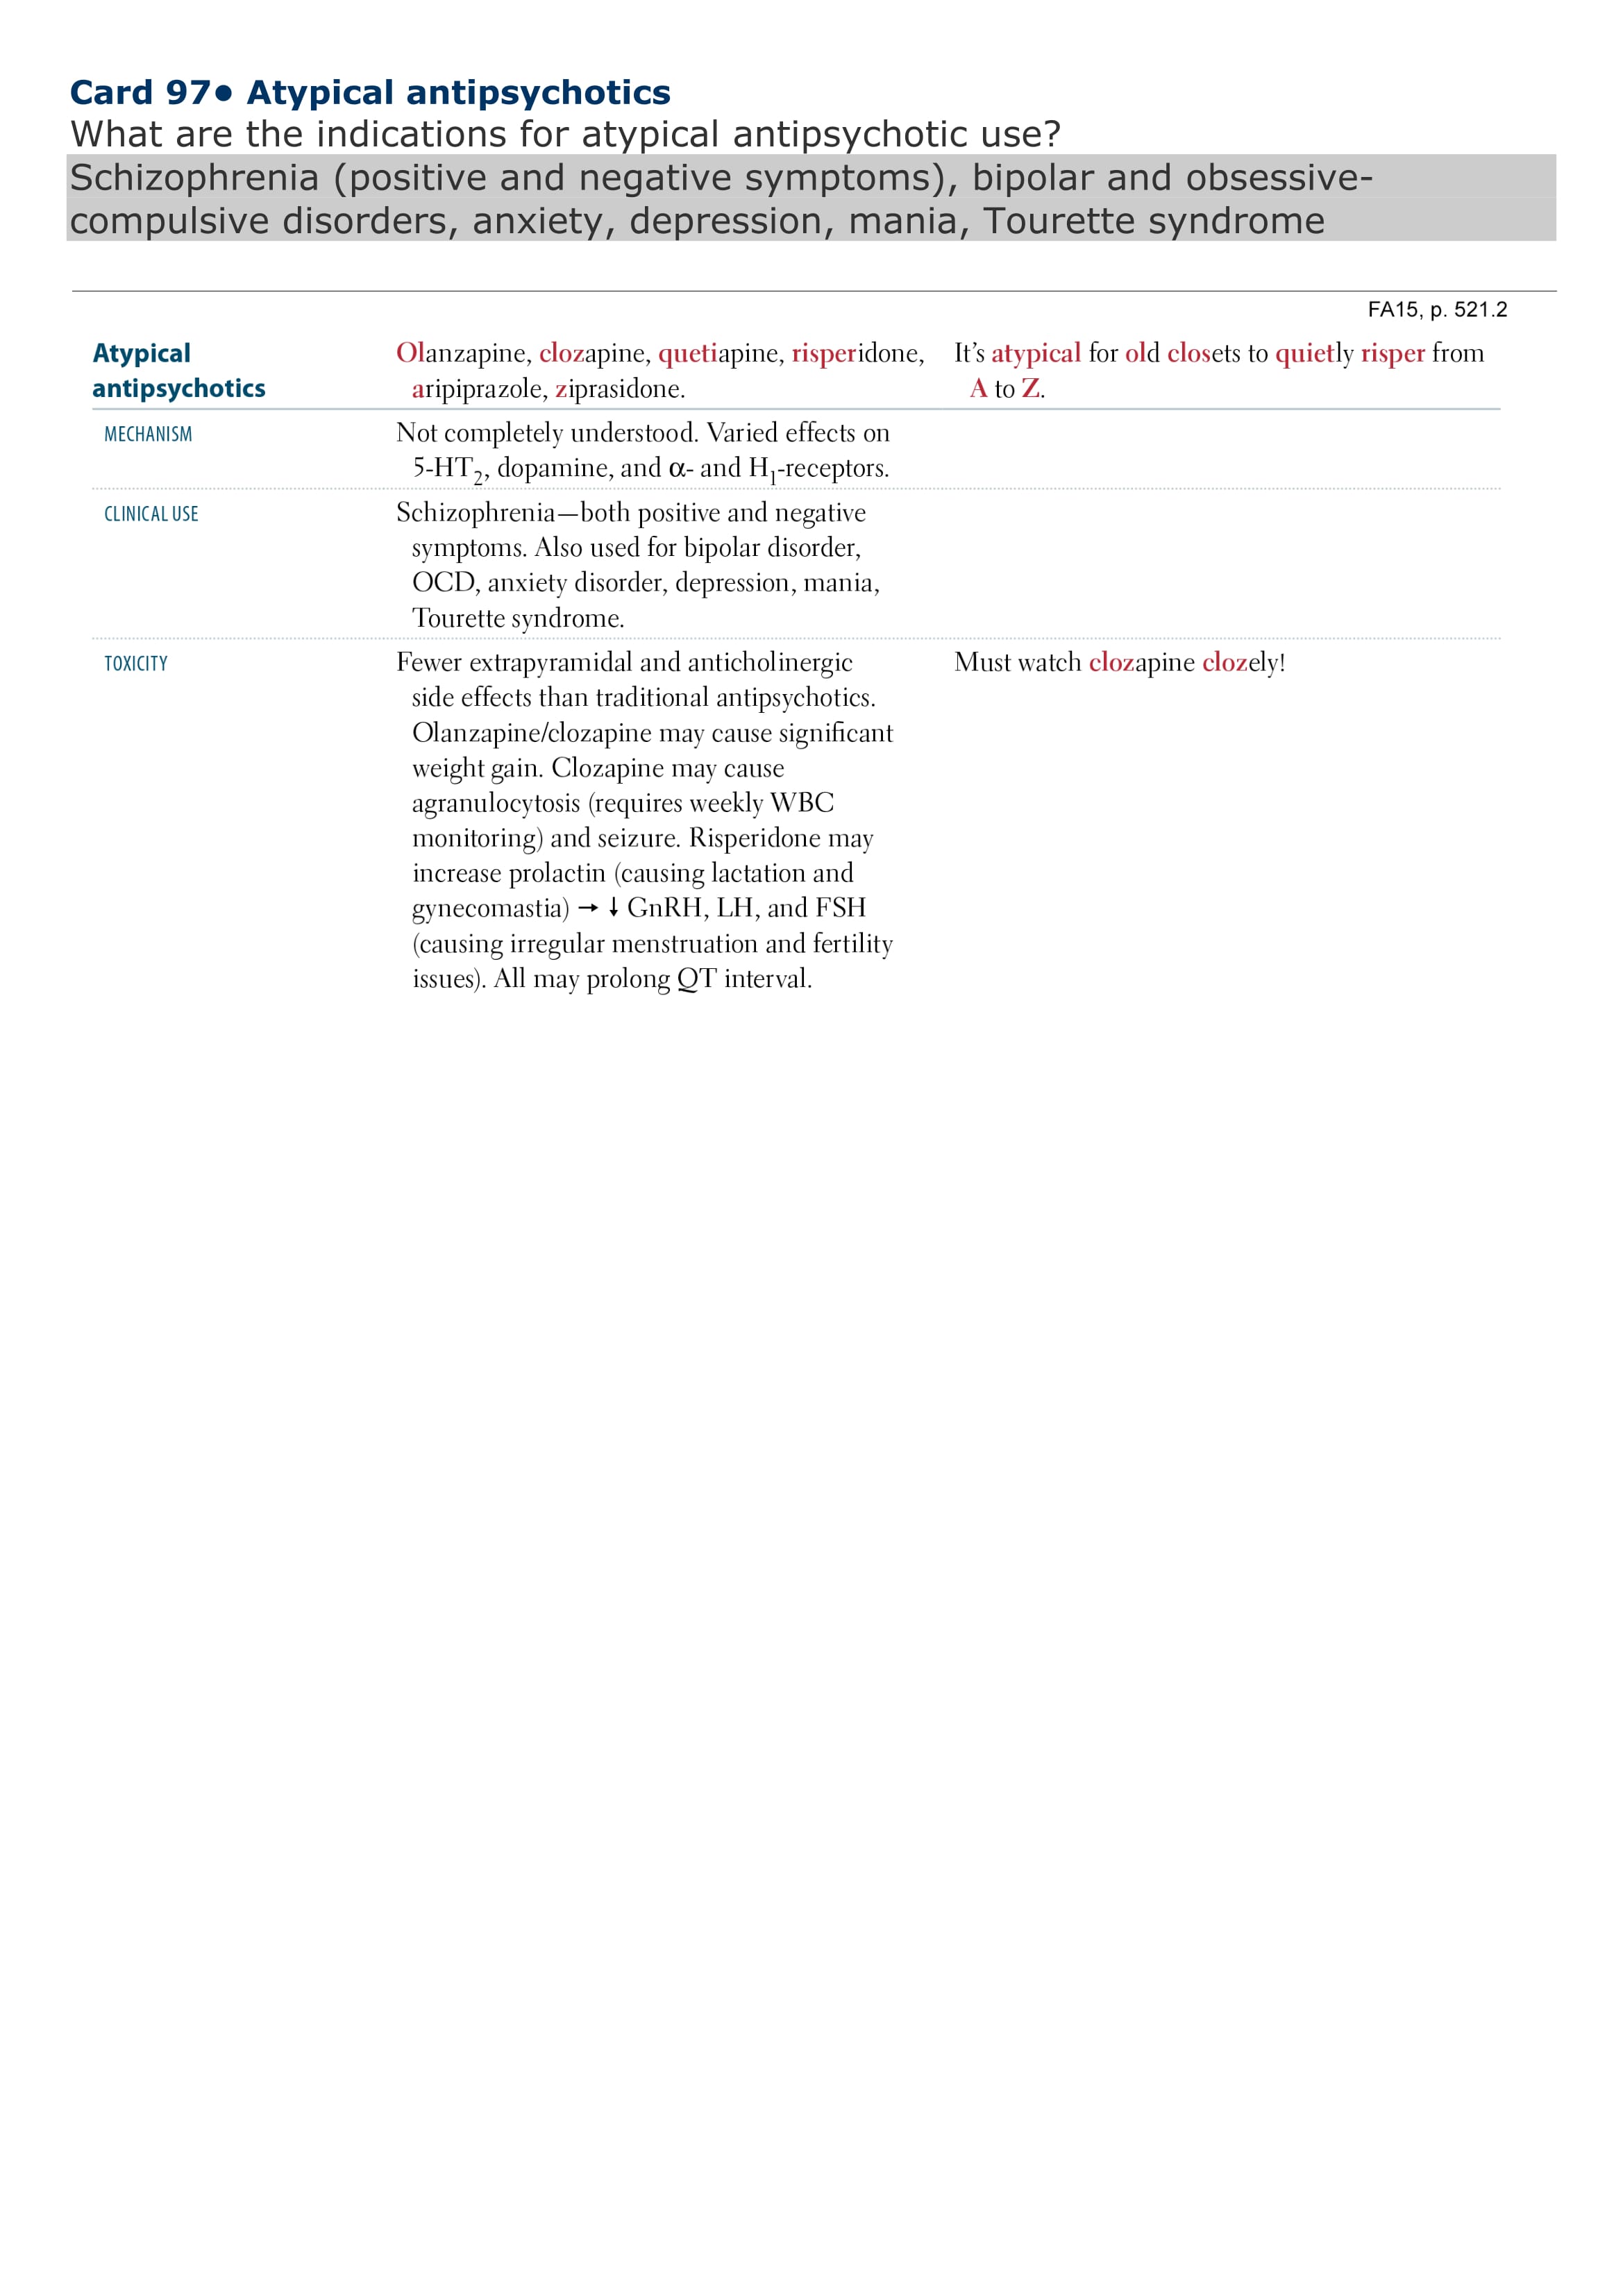 Card 97● Atypical antipsychotics
What are the indications for atypical antipsychotic use?
Schizophrenia (positive and negative symptoms), bipolar and obsessive-
compulsive disorders, anxiety, depression, mania, Tourette syndrome
FA15, p. 521.2
Atypical
antipsychotics
Olanzapine, clozapine, quetiapine, risperidone,
aripiprazole, ziprasidone.
It’s atypical for old closets to quietly risper from
A to Z.
MECHANISM
Not completely understood. Varied effects on
5-HT2, dopamine, and α- and H1-receptors.
CLINICAL USE
Schizophrenia—both positive and negative
symptoms. Also used for bipolar disorder,
OCD, anxiety disorder, depression, mania,
Tourette syndrome.
TOXICITY
Fewer extrapyramidal and anticholinergic
side effects than traditional antipsychotics.
Olanzapine/clozapine may cause significant
weight gain. Clozapine may cause
agranulocytosis (requires weekly WBC
monitoring) and seizure. Risperidone may
increase prolactin (causing lactation and
gynecomastia) → ↓ GnRH, LH, and FSH
(causing irregular menstruation and fertility
issues). All may prolong QT interval.
Must watch clozapine clozely!